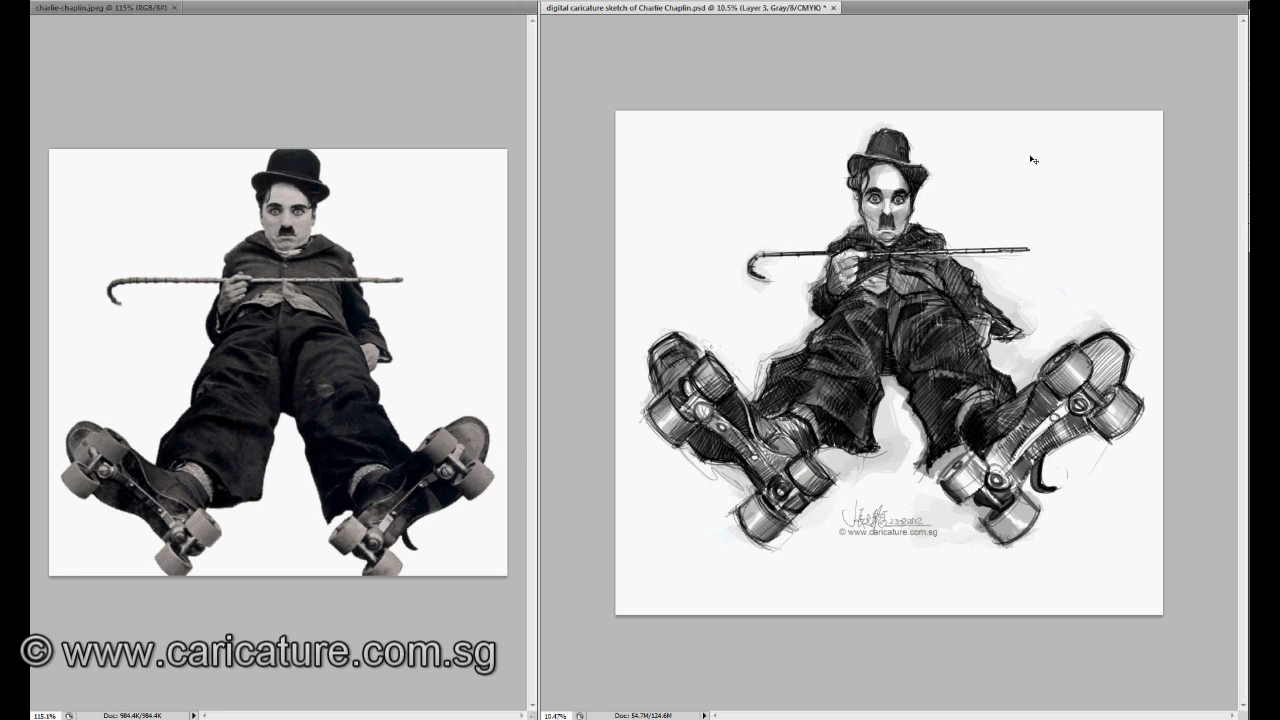 charlie-chaplin.jpeg @ 115% (RGB/8#) ×
digital caricature sketch of Charlie Chaplin.psd @ 10.5% (Layer 3, Gray/8/CMYK) * ×
23082012
© www.caricature.com.sg
© www.caricature.com.sg
115.1%
Doc: 984.4K/984.4K
10.47%
Doc: 54.7M/124.6M